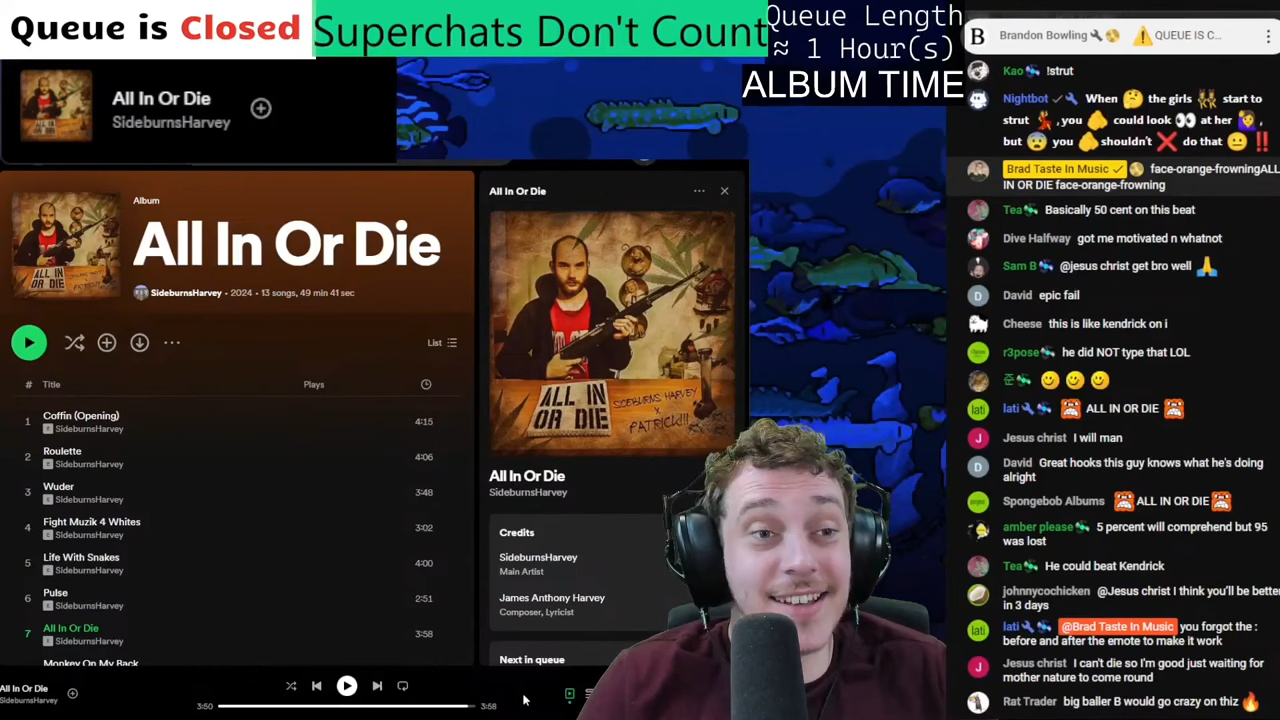 Queue is Closed
Superchats Don't Count
Queue Length
≈ 1 Hour(s)
ALBUM TIME
All In Or Die
SideburnsHarvey
Album
All In Or Die
SideburnsHarvey • 2024 • 13 songs, 49 min 41 sec
List
# Title Plays
1 Coffin (Opening) 4:15
E SideburnsHarvey
2 Roulette 4:06
E SideburnsHarvey
3 Wuder 3:48
E SideburnsHarvey
4 Fight Muzik 4 Whites 3:02
E SideburnsHarvey
5 Life With Snakes 4:00
E SideburnsHarvey
6 Pulse 2:51
E SideburnsHarvey
7 All In Or Die 3:58
E SideburnsHarvey
Monkey On My Back
All In Or Die
ALL IN
OR DIE
SIDEBURNS HARVEY
X
PATRICKJILL
All In Or Die
SideburnsHarvey
Credits
SideburnsHarvey
Main Artist
James Anthony Harvey
Composer, Lyricist
Next in queue
All In Or Die
SideburnsHarvey
3:50 3:58
B Brandon Bowling 🔧 ⚠️ QUEUE IS C...
Kao !strut
Nightbot ✓ 🔧 When 🤔 the girls 👯 start to
strut 💃, you 🫵 could look 👀 at her 🙋‍♀️,
but 😨 you 🫵 shouldn't ❌ do that 😐 ‼️
Brad Taste In Music ✓ face-orange-frowningALL
IN OR DIE face-orange-frowning
Tea Basically 50 cent on this beat
Dive Halfway got me motivated n whatnot
Sam B @jesus christ get bro well 🙏
David epic fail
Cheese this is like kendrick on i
r3pose he did NOT type that LOL
준 🙂 🙂 🙂
lati 🔧 ALL IN OR DIE
Jesus christ I will man
David Great hooks this guy knows what he's doing
alright
Spongebob Albums ALL IN OR DIE
amber please 5 percent will comprehend but 95
was lost
Tea He could beat Kendrick
johnnycochicken @Jesus christ I think you'll be better
in 3 days
lati 🔧 @Brad Taste In Music you forgot the :
before and after the emote to make it work
Jesus christ I can't die so I'm good just waiting for
mother nature to come round
Rat Trader big baller B would go crazy on thiz 🔥